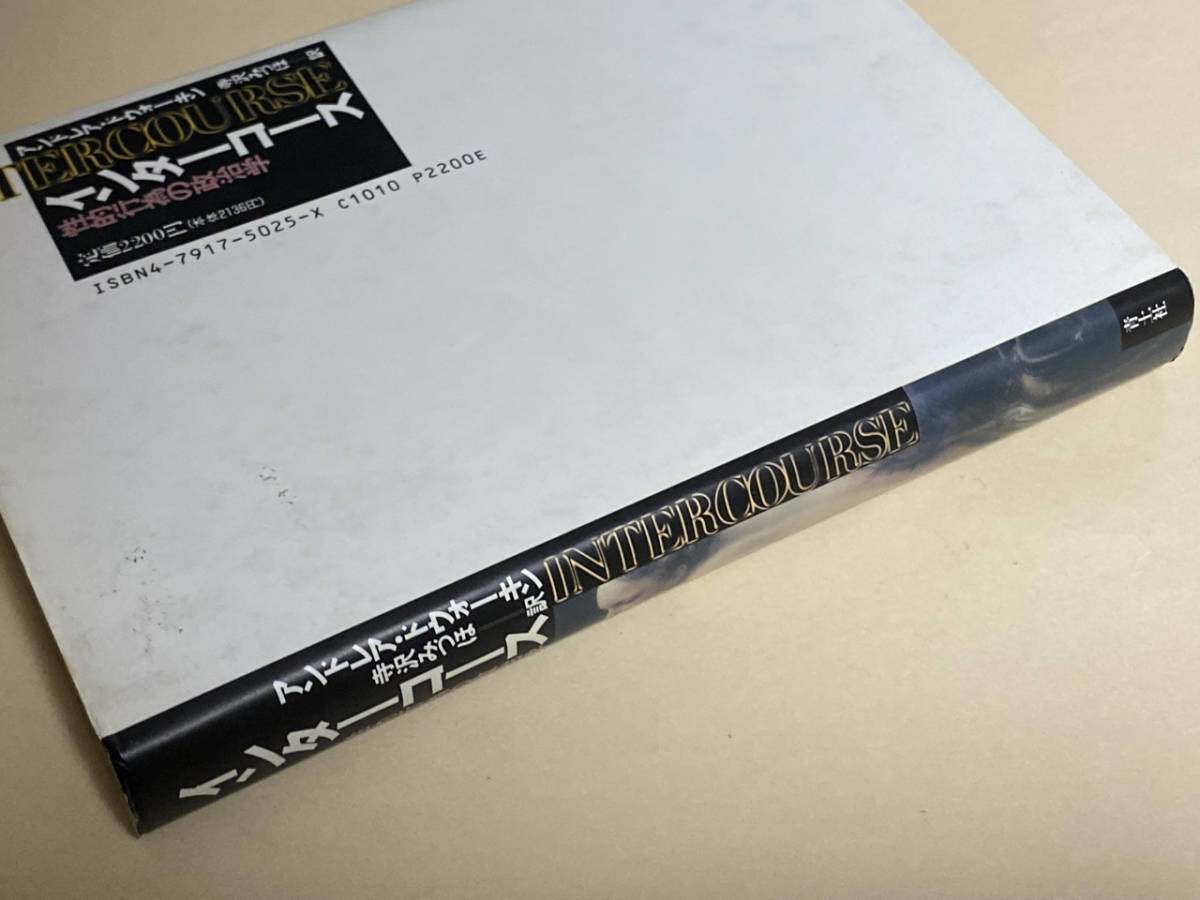 アンドレア・ドウォーキン 寺沢みづほ 訳
TERCOURSE
インターコース
性的行為の政治学
定価2200円(本体2136円)
ISBN4-7917-5025-X C1010 P2200E
アンドレア・ドウォーキン
寺沢みづほ 訳
インターコース
INTERCOURSE
青土社